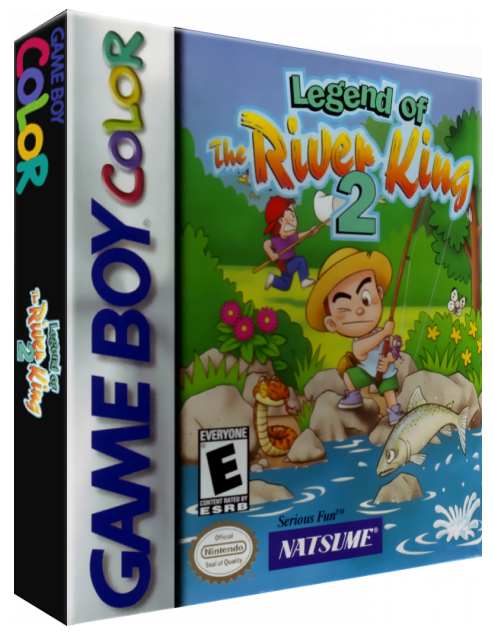 GAME BOY
COLOR
Legend of
The River King
2
GAME BOY COLOR
Legend of
The River King
2
EVERYONE
E
CONTENT RATED BY
ESRB
Official
Nintendo
Seal of Quality
Serious Fun™
NATSUME®